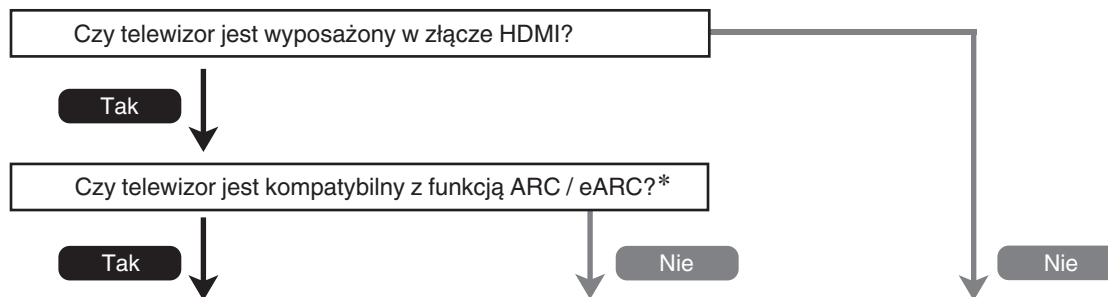 Czy telewizor jest wyposażony w złącze HDMI?
Tak
Czy telewizor jest kompatybilny z funkcją ARC / eARC?*
Tak
Nie
Nie